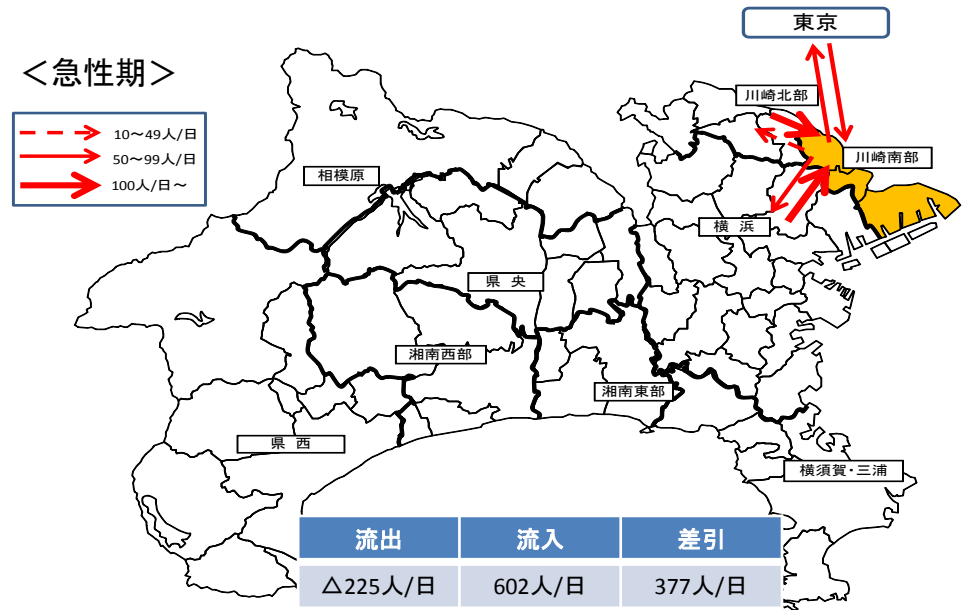 東京
＜急性期＞
10～49人/日
50～99人/日
100人/日～
川崎北部
川崎南部
相模原
横 浜
県 央
湘南西部
湘南東部
県 西
横須賀・三浦
流出 流入 差引
△225人/日 602人/日 377人/日